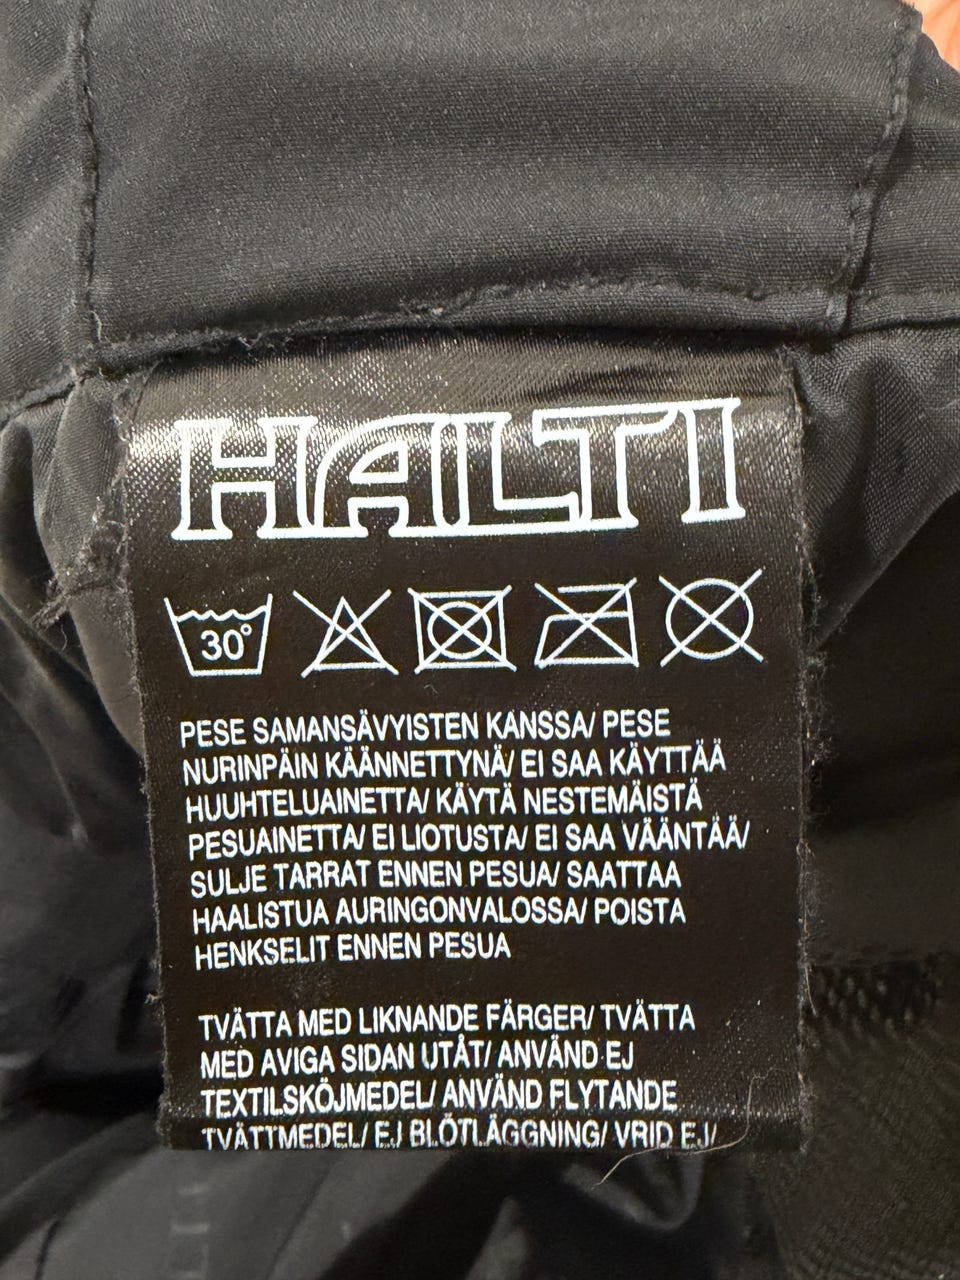 HALTI
30°
PESE SAMANSÄVYISTEN KANSSA/ PESE
NURINPÄIN KÄÄNNETTYNÄ/ EI SAA KÄYTTÄÄ
HUUHTELUAINETTA/ KÄYTÄ NESTEMÄISTÄ
PESUAINETTA/ EI LIOTUSTA/ EI SAA VÄÄNTÄÄ/
SULJE TARRAT ENNEN PESUA/ SAATTAA
HAALISTUA AURINGONVALOSSA/ POISTA
HENKSELIT ENNEN PESUA
TVÄTTA MED LIKNANDE FÄRGER/ TVÄTTA
MED AVIGA SIDAN UTÅT/ ANVÄND EJ
TEXTILSKÖJMEDEL/ ANVÄND FLYTANDE
TVÄTTMEDEL/ EJ BLÖTLÄGGNING/ VRID EJ/